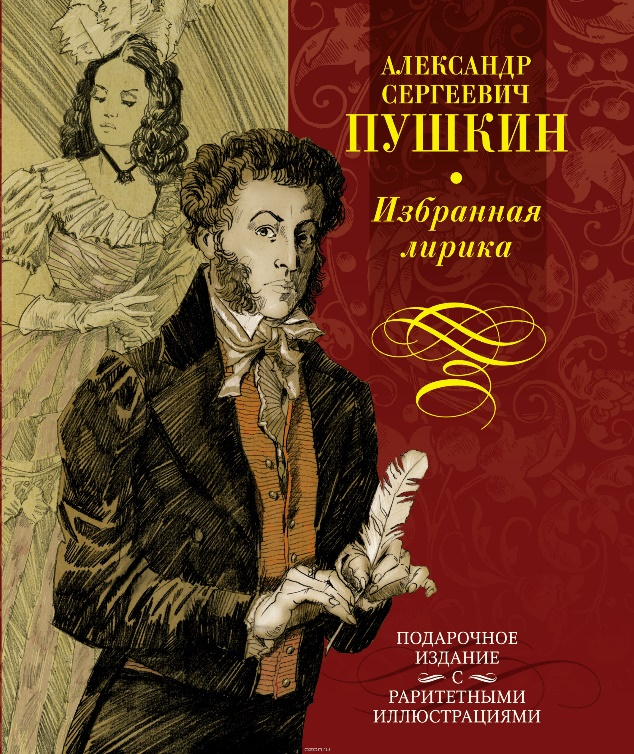 АЛЕКСАНДР
СЕРГЕЕВИЧ
ПУШКИН
Избранная
лирика
ПОДАРОЧНОЕ
ИЗДАНИЕ
С
РАРИТЕТНЫМИ
ИЛЛЮСТРАЦИЯМИ